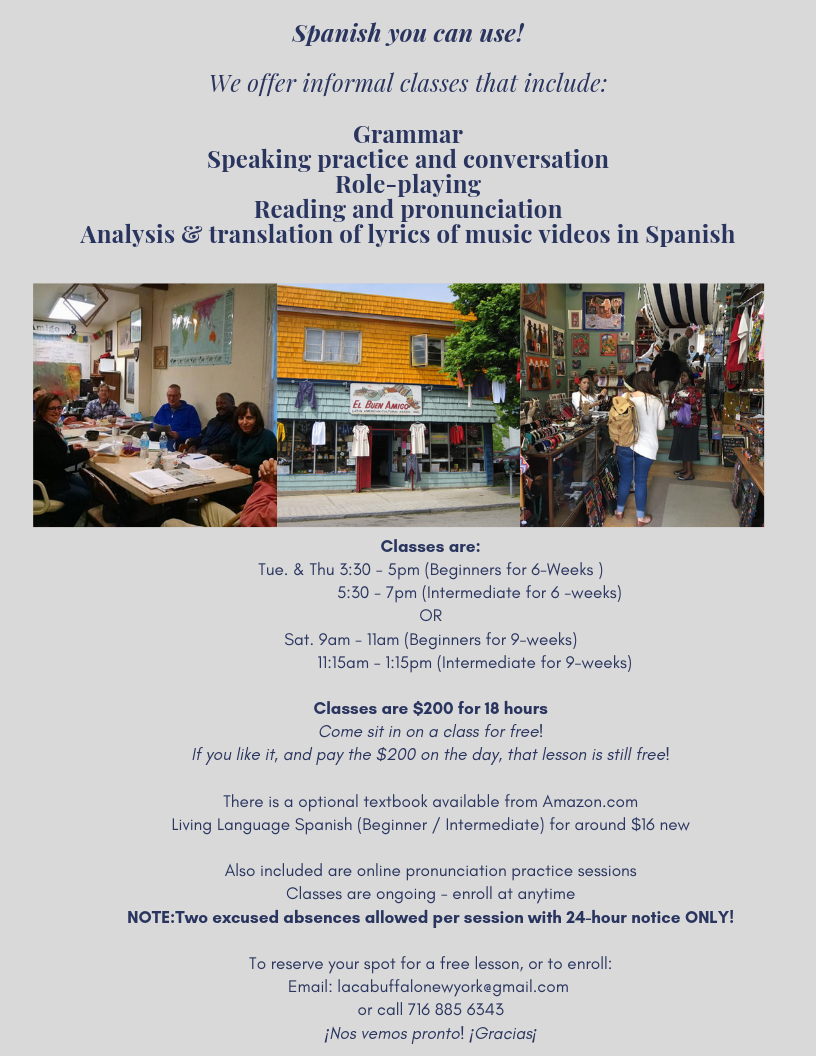 Spanish you can use!
We offer informal classes that include:
Grammar
Speaking practice and conversation
Role-playing
Reading and pronunciation
Analysis & translation of lyrics of music videos in Spanish
Amigo
EL BUEN AMIGO
Classes are:
Tue. & Thu 3:30 - 5pm (Beginners for 6-Weeks )
5:30 - 7pm (Intermediate for 6 -weeks)
OR
Sat. 9am - 11am (Beginners for 9-weeks)
11:15am - 1:15pm (Intermediate for 9-weeks)
Classes are $200 for 18 hours
Come sit in on a class for free!
If you like it, and pay the $200 on the day, that lesson is still free!
There is a optional textbook available from Amazon.com
Living Language Spanish (Beginner / Intermediate) for around $16 new
Also included are online pronunciation practice sessions
Classes are ongoing - enroll at anytime
NOTE:Two excused absences allowed per session with 24-hour notice ONLY!
To reserve your spot for a free lesson, or to enroll:
Email: lacabuffalonewyork@gmail.com
or call 716 885 6343
¡Nos vemos pronto! ¡Gracias¡